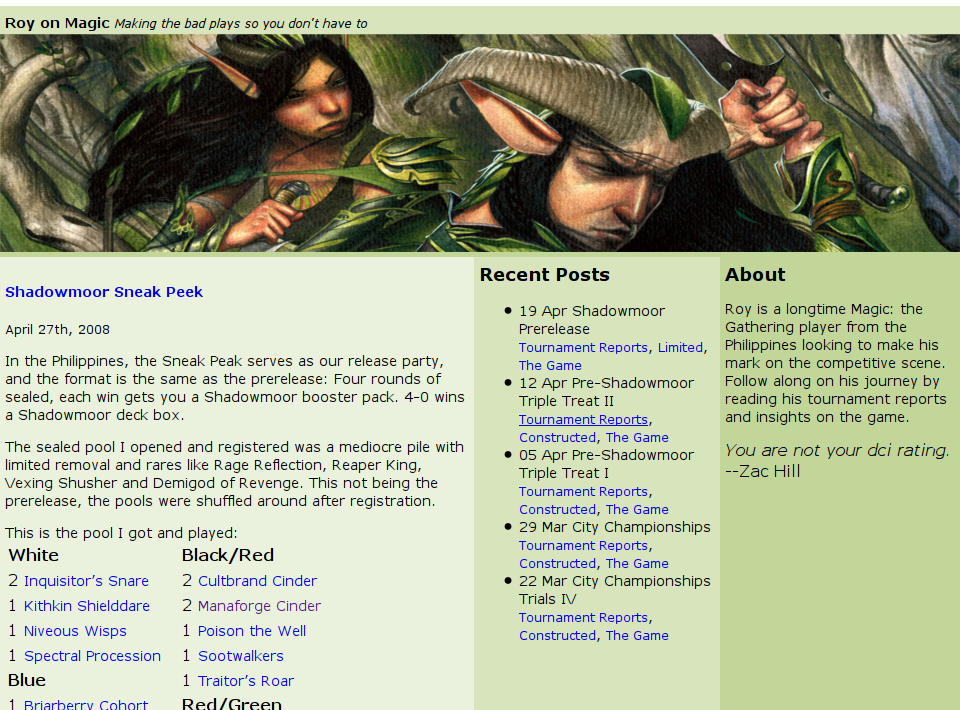 Roy on Magic Making the bad plays so you don't have to
Shadowmoor Sneak Peek
April 27th, 2008
In the Philippines, the Sneak Peak serves as our release party,
and the format is the same as the prerelease: Four rounds of
sealed, each win gets you a Shadowmoor booster pack. 4-0 wins
a Shadowmoor deck box.
The sealed pool I opened and registered was a mediocre pile with
limited removal and rares like Rage Reflection, Reaper King,
Vexing Shusher and Demigod of Revenge. This not being the
prerelease, the pools were shuffled around after registration.
This is the pool I got and played:
White
2 Inquisitor's Snare
1 Kithkin Shielddare
1 Niveous Wisps
1 Spectral Procession
Blue
1 Briarberry Cohort
Black/Red
2 Cultbrand Cinder
2 Manaforge Cinder
1 Poison the Well
1 Sootwalkers
1 Traitor's Roar
Red/Green
Recent Posts
19 Apr Shadowmoor
Prerelease
Tournament Reports, Limited,
The Game
12 Apr Pre-Shadowmoor
Triple Treat II
Tournament Reports,
Constructed, The Game
05 Apr Pre-Shadowmoor
Triple Treat I
Tournament Reports,
Constructed, The Game
29 Mar City Championships
Tournament Reports,
Constructed, The Game
22 Mar City Championships
Trials IV
Tournament Reports,
Constructed, The Game
About
Roy is a longtime Magic: the
Gathering player from the
Philippines looking to make his
mark on the competitive scene.
Follow along on his journey by
reading his tournament reports
and insights on the game.
You are not your dci rating.
--Zac Hill